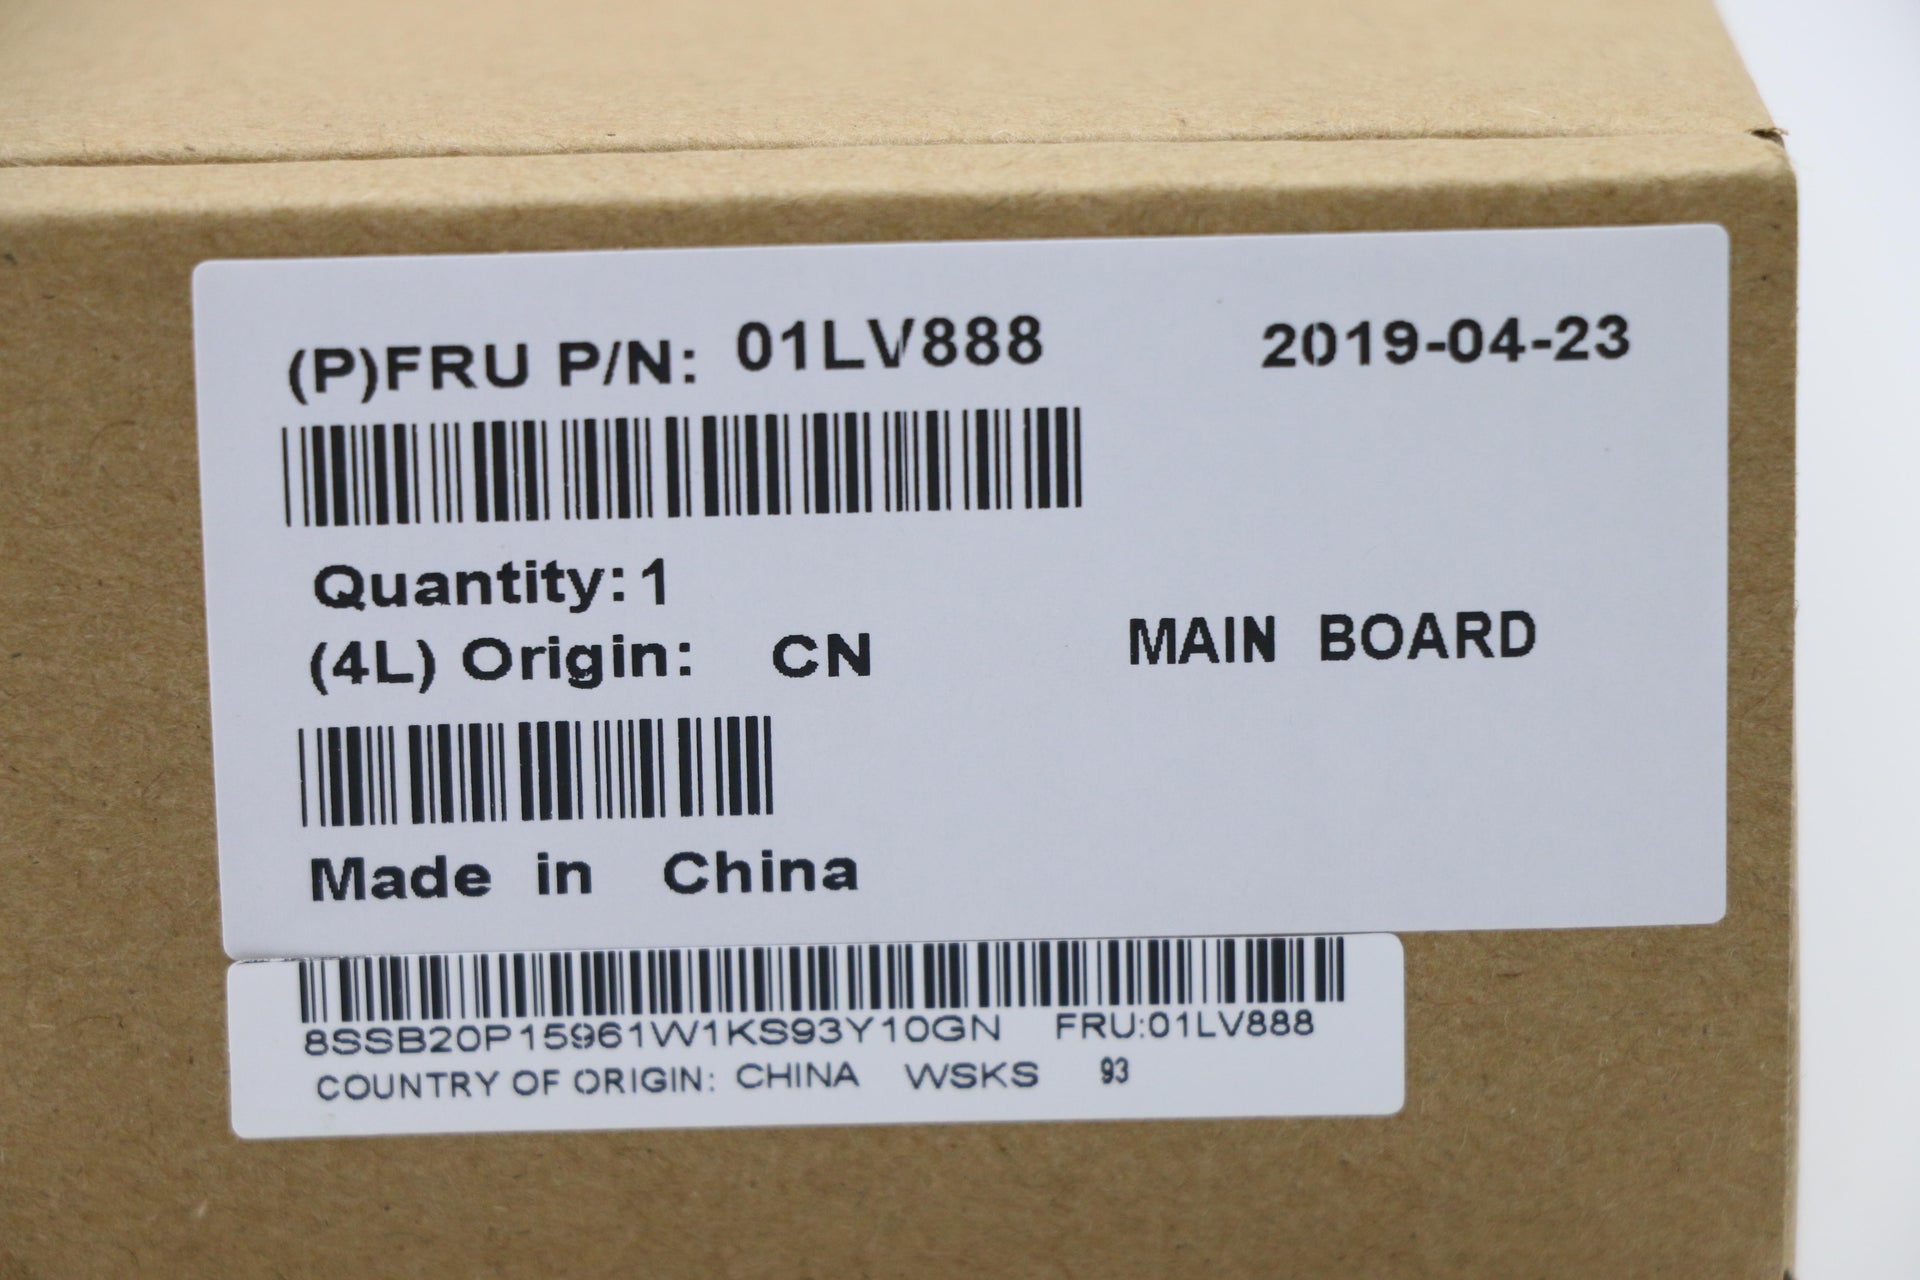 (P)FRU P/N: 01LV888 2019-04-23
Quantity:1
(4L) Origin: CN MAIN BOARD
Made in China
8SSB20P15961W1KS93Y10GN FRU:01LV888
COUNTRY OF ORIGIN: CHINA WSKS 93